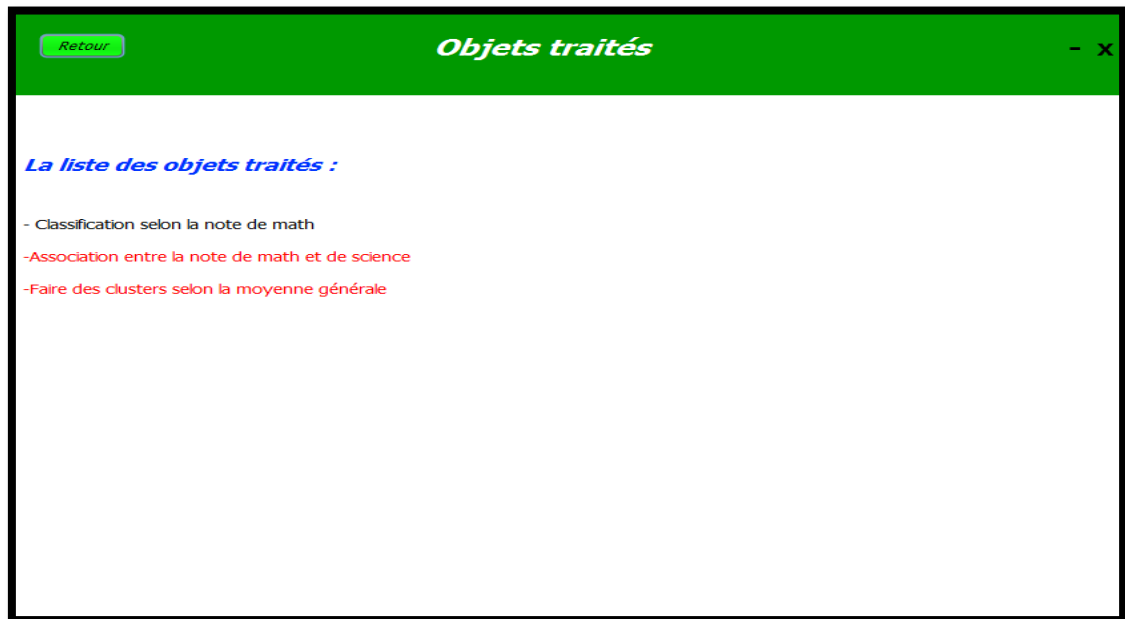 Retour
Objets traités
- x
La liste des objets traités :
- Classification selon la note de math
-Association entre la note de math et de science
-Faire des clusters selon la moyenne générale